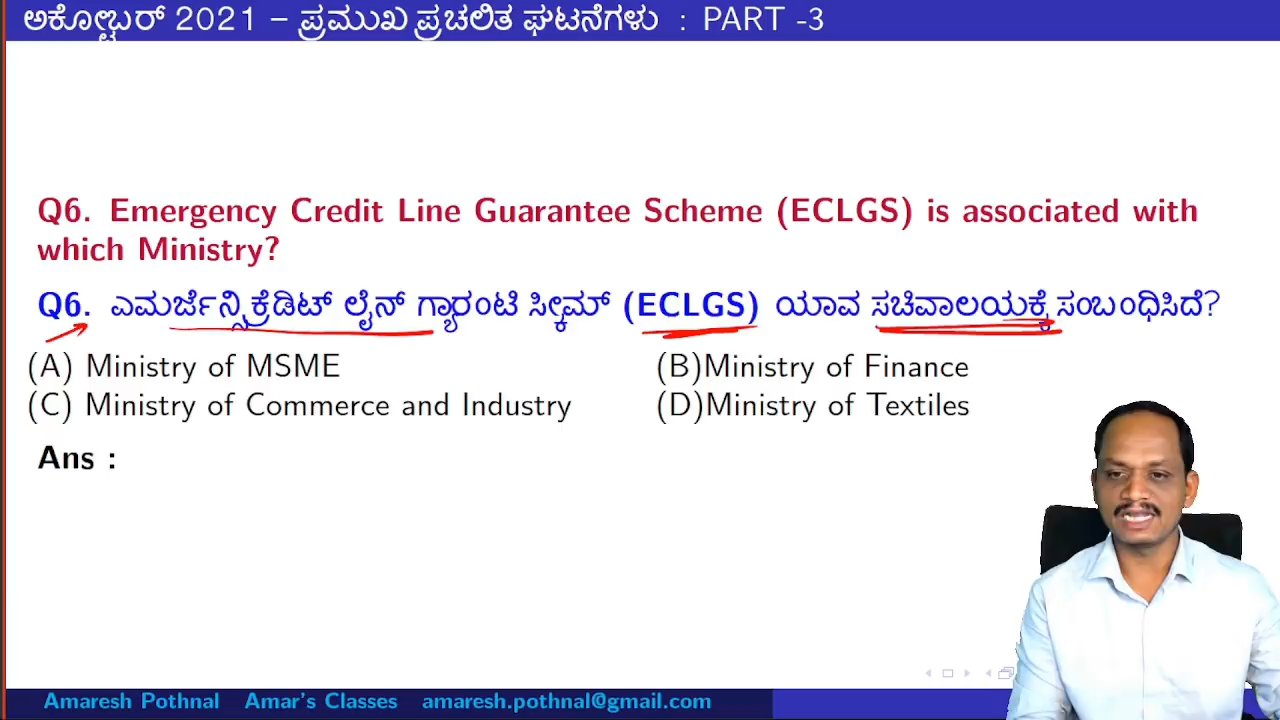 ಅಕ್ಟೋಬರ್ 2021 – ಪ್ರಮುಖ ಪ್ರಚಲಿತ ಘಟನೆಗಳು : PART -3
Q6. Emergency Credit Line Guarantee Scheme (ECLGS) is associated with
which Ministry?
Q6. ಎಮರ್ಜೆನ್ಸಿ ಕ್ರೆಡಿಟ್ ಲೈನ್ ಗ್ಯಾರಂಟಿ ಸ್ಕೀಮ್ (ECLGS) ಯಾವ ಸಚಿವಾಲಯಕ್ಕೆ ಸಂಬಂಧಿಸಿದೆ?
(A) Ministry of MSME (B)Ministry of Finance
(C) Ministry of Commerce and Industry (D)Ministry of Textiles
Ans :
Amaresh Pothnal Amar's Classes amaresh.pothnal@gmail.com